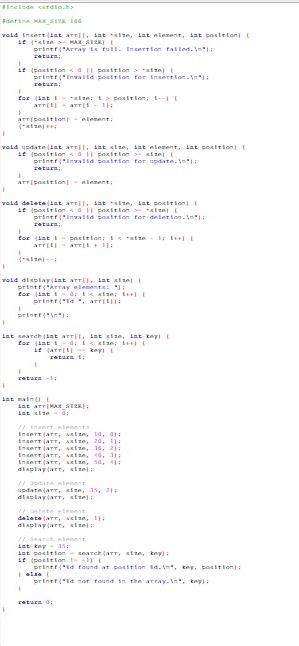 #include <stdio.h>
#define MAX_SIZE 100
void insert(int arr[], int *size, int element, int position) {
if (*size >= MAX_SIZE) {
printf("Array is full. Insertion failed.\n");
return;
}
if (position < 0 || position > *size) {
printf("Invalid position for insertion.\n");
return;
}
for (int i = *size; i > position; i--) {
arr[i] = arr[i - 1];
}
arr[position] = element;
(*size)++;
}
void update(int arr[], int size, int element, int position) {
if (position < 0 || position >= size) {
printf("Invalid position for update.\n");
return;
}
arr[position] = element;
}
void delete(int arr[], int *size, int position) {
if (position < 0 || position >= *size) {
printf("Invalid position for deletion.\n");
return;
}
for (int i = position; i < *size - 1; i++) {
arr[i] = arr[i + 1];
}
(*size)--;
}
void display(int arr[], int size) {
printf("Array elements: ");
for (int i = 0; i < size; i++) {
printf("%d ", arr[i]);
}
printf("\n");
}
int search(int arr[], int size, int key) {
for (int i = 0; i < size; i++) {
if (arr[i] == key) {
return i;
}
}
return -1;
}
int main() {
int arr[MAX_SIZE];
int size = 0;
// Insert elements
insert(arr, &size, 10, 0);
insert(arr, &size, 20, 1);
insert(arr, &size, 30, 2);
insert(arr, &size, 40, 3);
insert(arr, &size, 50, 4);
display(arr, size);
// Update element
update(arr, size, 35, 2);
display(arr, size);
// Delete element
delete(arr, &size, 1);
display(arr, size);
// Search element
int key = 35;
int position = search(arr, size, key);
if (position != -1) {
printf("%d found at position %d.\n", key, position);
} else {
printf("%d not found in the array.\n", key);
}
return 0;
}